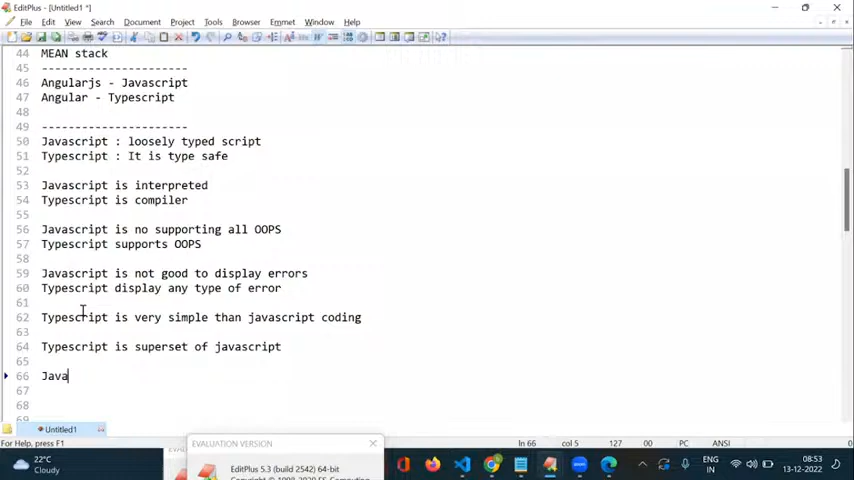 EditPlus - [Untitled1 *]
File Edit View Search Document Project Tools Browser Emmet Window Help
44 MEAN stack
45 ----------------------
46 Angularjs - Javascript
47 Angular - Typescript
48
49 ----------------------
50 Javascript : loosely typed script
51 Typescript : It is type safe
52
53 Javascript is interpreted
54 Typescript is compiler
55
56 Javascript is no supporting all OOPS
57 Typescript supports OOPS
58
59 Javascript is not good to display errors
60 Typescript display any type of error
61
62 Typescript is very simple than javascript coding
63
64 Typescript is superset of javascript
65
66 Java
67
68
69
Untitled1
EVALUATION VERSION
For Help, press F1 ln 66 col 5 127 00 PC ANSI
EditPlus 5.3 (build 2542) 64-bit
22°C
Cloudy
ENG
IN
08:53
13-12-2022